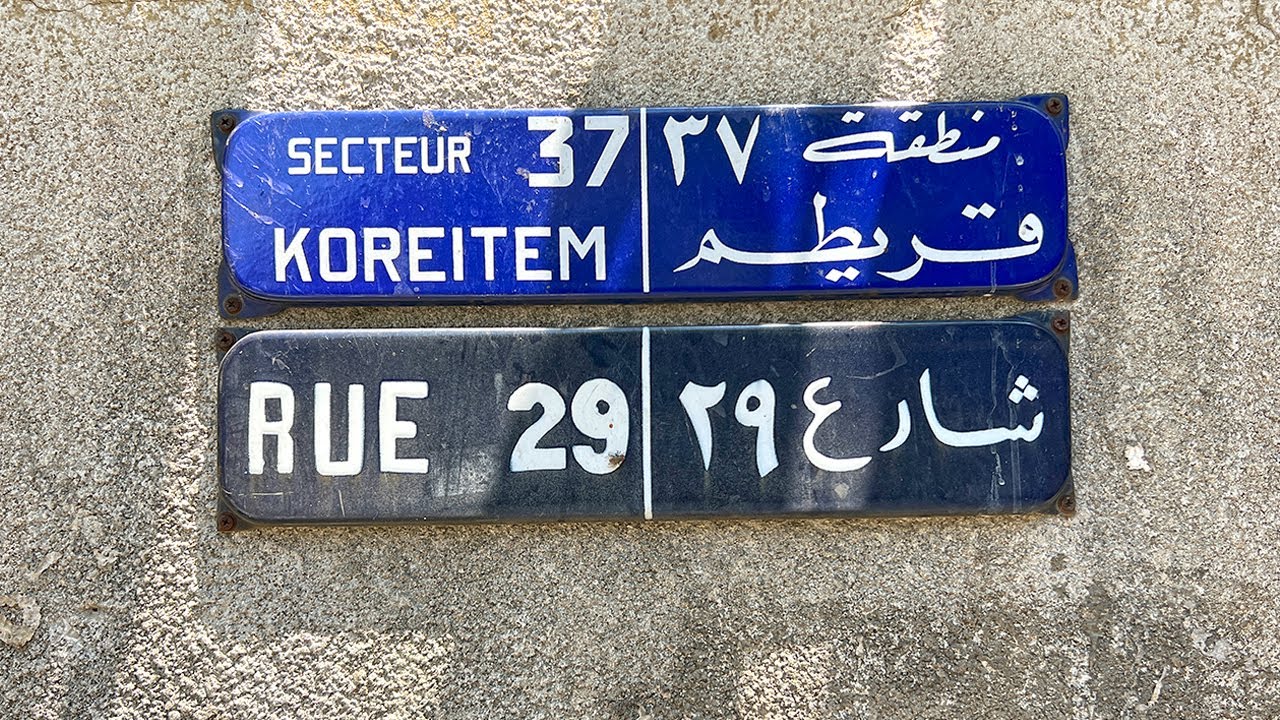 SECTEUR 37
KOREITEM
منطقة ٣٧
قريطم
RUE 29
شارع ٢٩